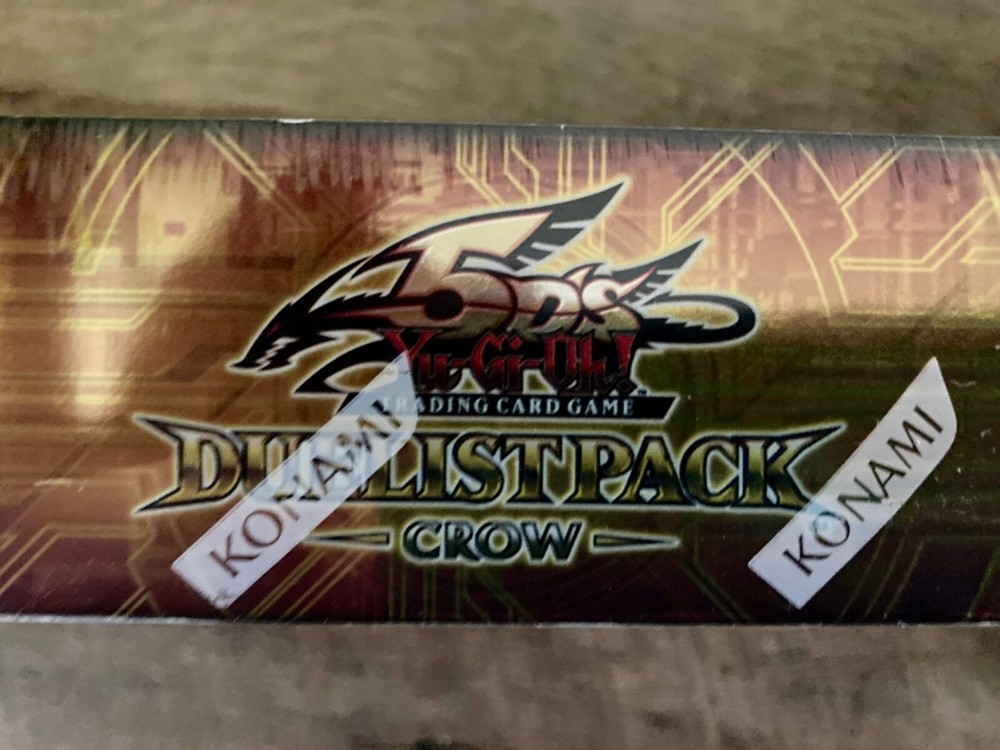 5D's
Yu-Gi-Oh!
TRADING CARD GAME
DUELIST PACK
CROW
KONAMI
KONAMI